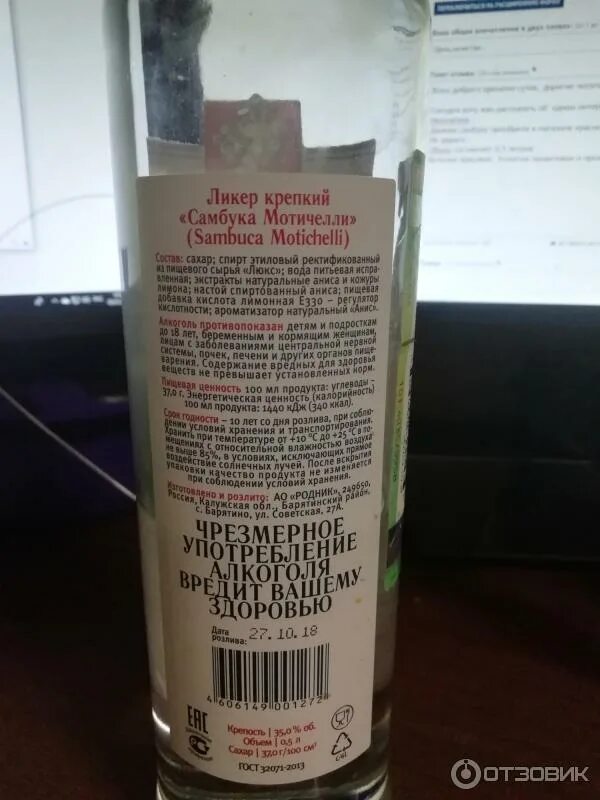 Ликер крепкий
«Самбука Мотичелли»
(Sambuca Motichelli)
Состав: сахар; спирт этиловый ректификованный
из пищевого сырья «Люкс»; вода питьевая испра-
вленная; экстракты натуральные аниса и кожуры
лимона; настой спиртованный аниса; пищевая
добавка кислота лимонная Е330 – регулятор
кислотности; ароматизатор натуральный «Анис».
Алкоголь противопоказан детям и подросткам
до 18 лет, беременным и кормящим женщинам,
лицам с заболеваниями центральной нервной
системы, почек, печени и других органов пище-
варения. Содержание вредных для здоровья
веществ не превышает установленных норм.
Пищевая ценность 100 мл продукта: углеводы –
37,0 г. Энергетическая ценность (калорийность)
100 мл продукта: 1440 кДж (340 ккал).
Срок годности – 10 лет со дня розлива, при соблю-
дении условий хранения и транспортирования.
Хранить при температуре от +10 °С до +25 °С в по-
мещениях с относительной влажностью воздуха
не выше 85%, в условиях, исключающих прямое
воздействие солнечных лучей. После вскрытия
упаковки качество продукта не изменяется
при соблюдении условий хранения.
Изготовлено и розлито: АО «РОДНИК», 249650,
Россия, Калужская обл., Барятинский район,
с. Барятино, ул. Советская, 27А.
ЧРЕЗМЕРНОЕ
УПОТРЕБЛЕНИЕ
АЛКОГОЛЯ
ВРЕДИТ ВАШЕМУ
ЗДОРОВЬЮ
Дата
розлива: 27.10.18
4 606149 001272
EAC
Крепость | 35,0 % об.
Объем | 0,5 л
Сахар | 37,0 г/100 см³
ГОСТ 32071-2013
C/GL
ОТЗОВИК